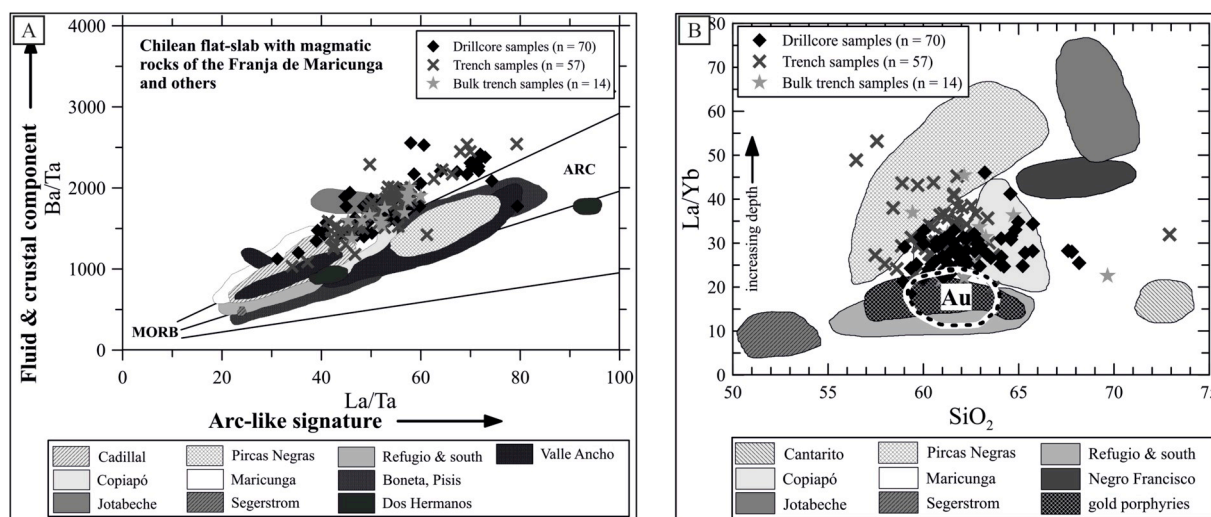 A
Chilean flat-slab with magmatic
rocks of the Franja de Maricunga
and others
Drillcore samples (n = 70)
Trench samples (n = 57)
Bulk trench samples (n = 14)
Fluid & crustal component
Ba/Ta
4000
3000
2000
1000
0
MORB
ARC
0 20 40 60 80 100
La/Ta
Arc-like signature
Cadillal
Copiapó
Jotabeche
Pircas Negras
Maricunga
Segerstrom
Refugio & south
Boneta, Pisis
Dos Hermanos
Valle Ancho
B
Drillcore samples (n = 70)
Trench samples (n = 57)
Bulk trench samples (n = 14)
La/Yb
increasing depth
80
70
60
50
40
30
20
10
0
Au
50 55 60 65 70 75
SiO₂
Cantarito
Copiapó
Jotabeche
Pircas Negras
Maricunga
Segerstrom
Refugio & south
Negro Francisco
gold porphyries